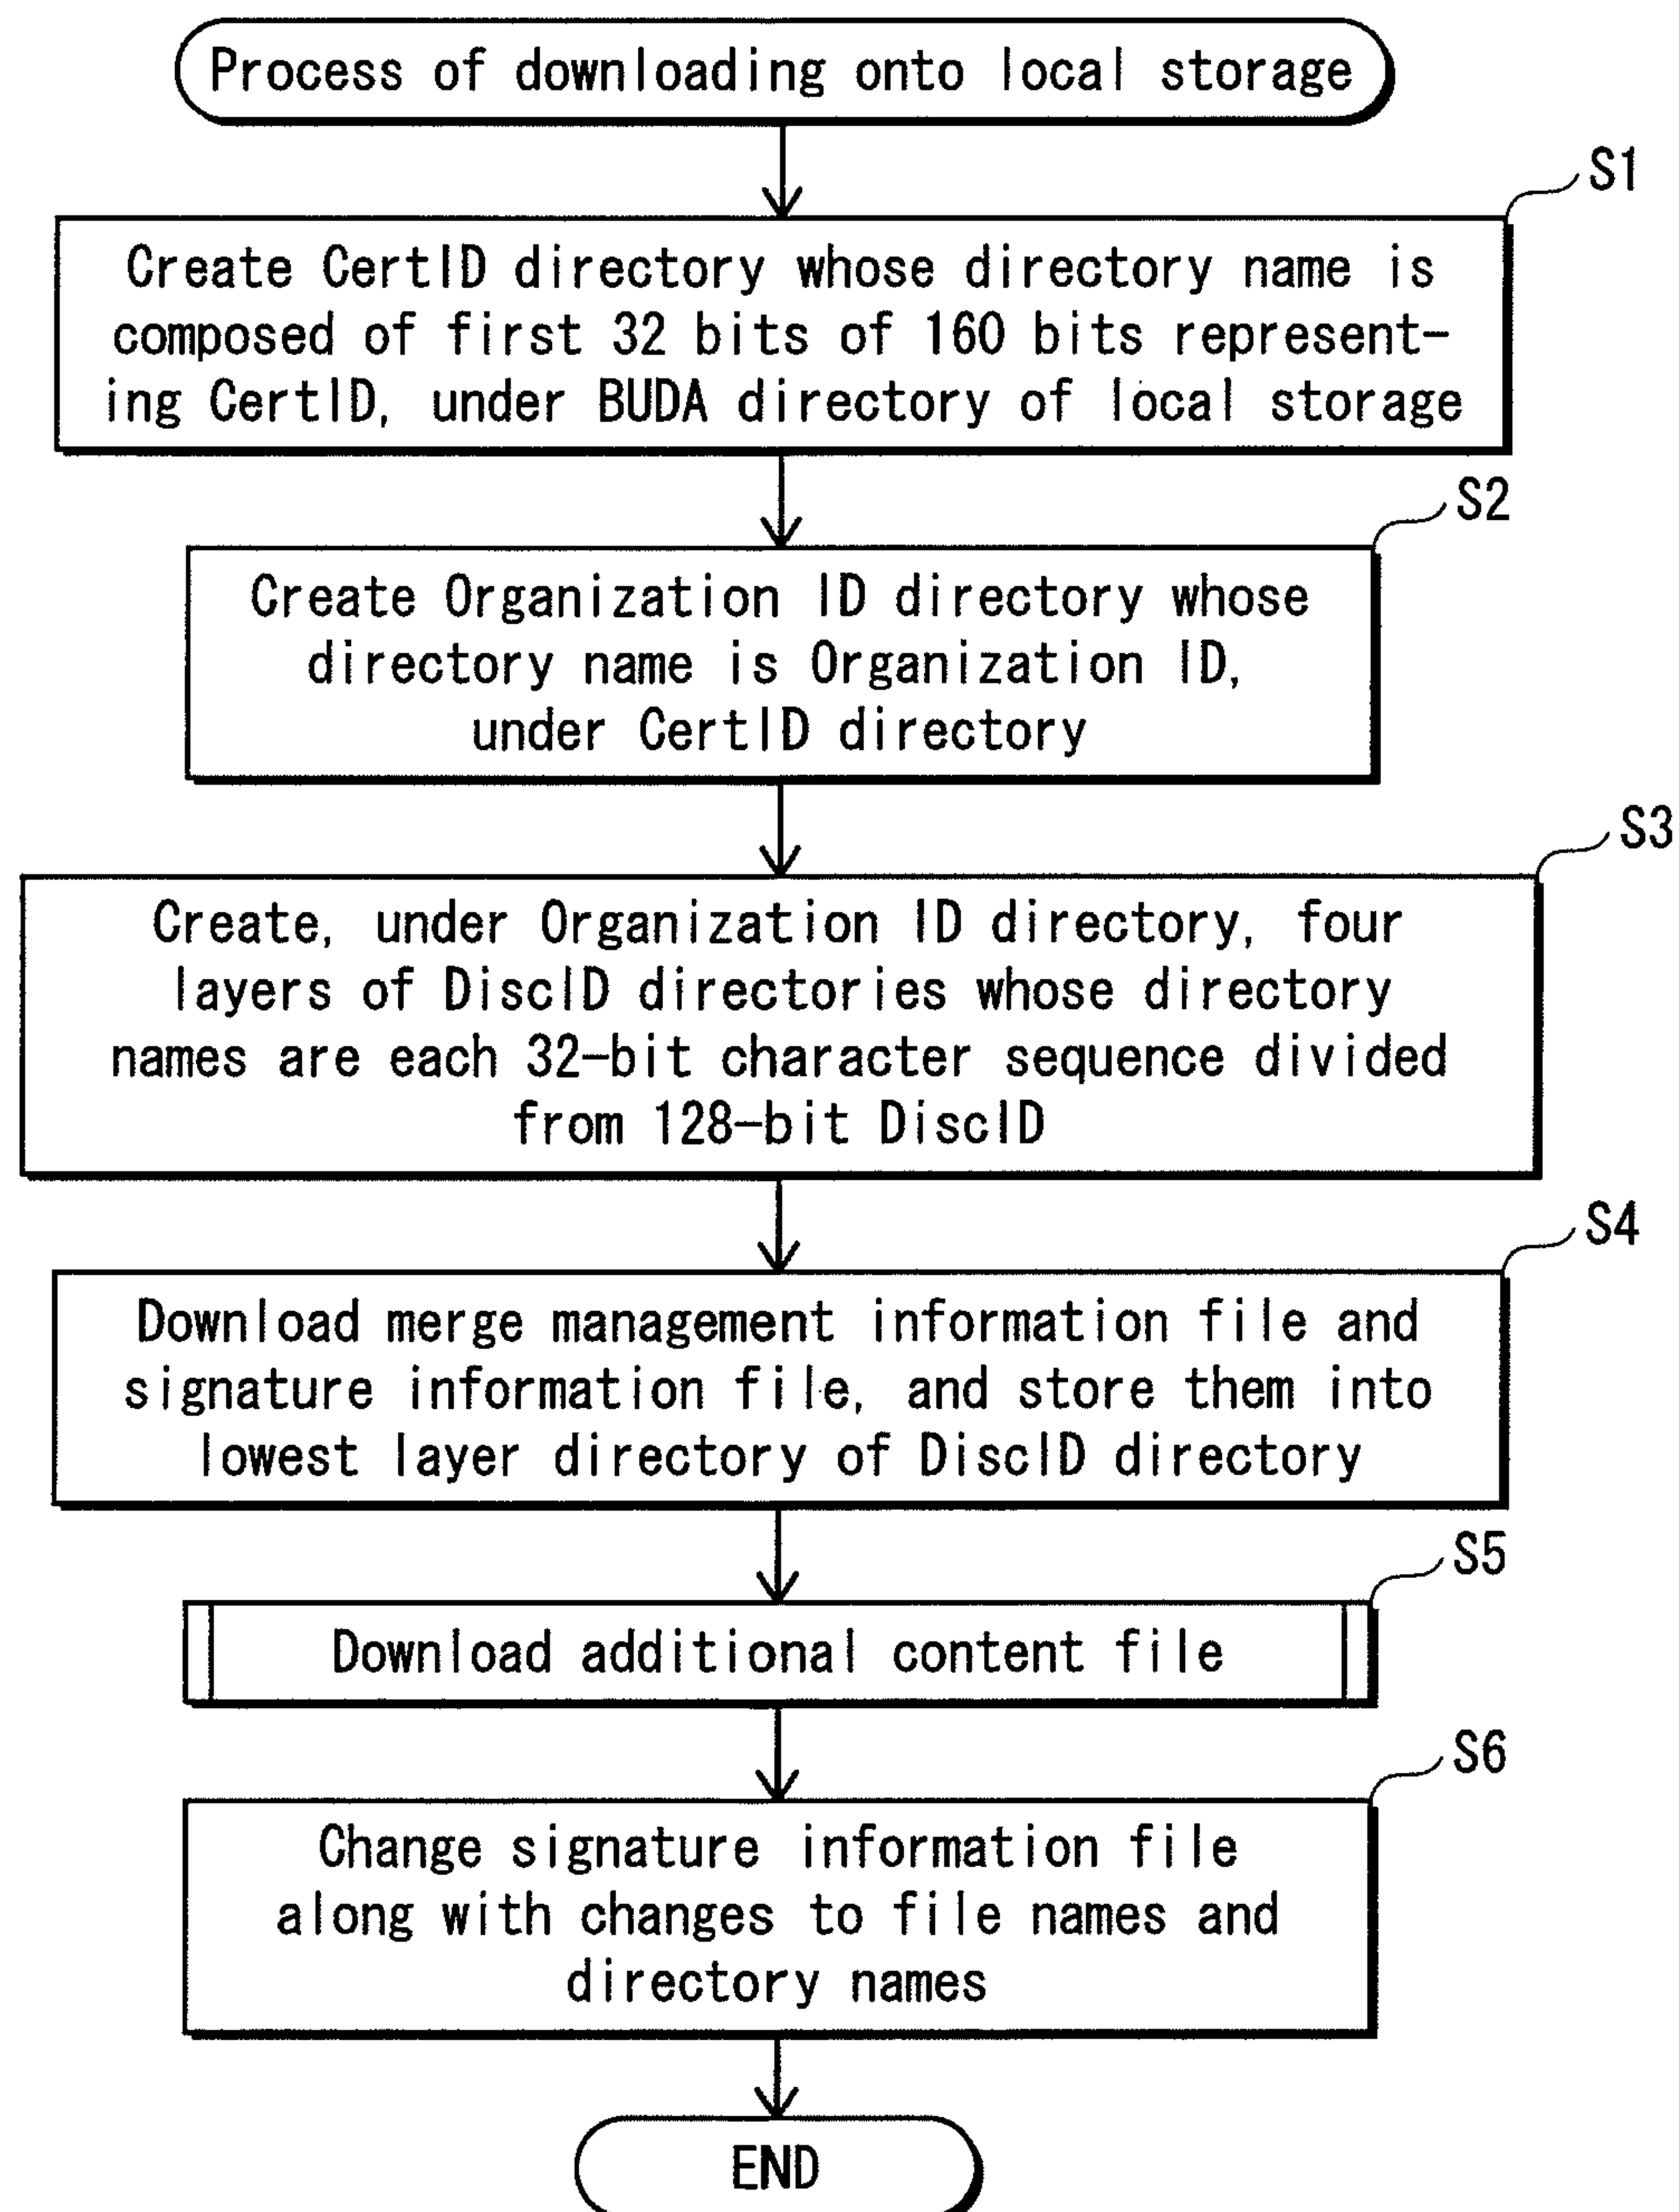 Process of downloading onto local storage
S1
Create CertID directory whose directory name is
composed of first 32 bits of 160 bits represent-
ing CertID, under BUDA directory of local storage
S2
Create Organization ID directory whose
directory name is Organization ID,
under CertID directory
S3
Create, under Organization ID directory, four
layers of DiscID directories whose directory
names are each 32-bit character sequence divided
from 128-bit DiscID
S4
Download merge management information file and
signature information file, and store them into
lowest layer directory of DiscID directory
S5
Download additional content file
S6
Change signature information file
along with changes to file names and
directory names
END